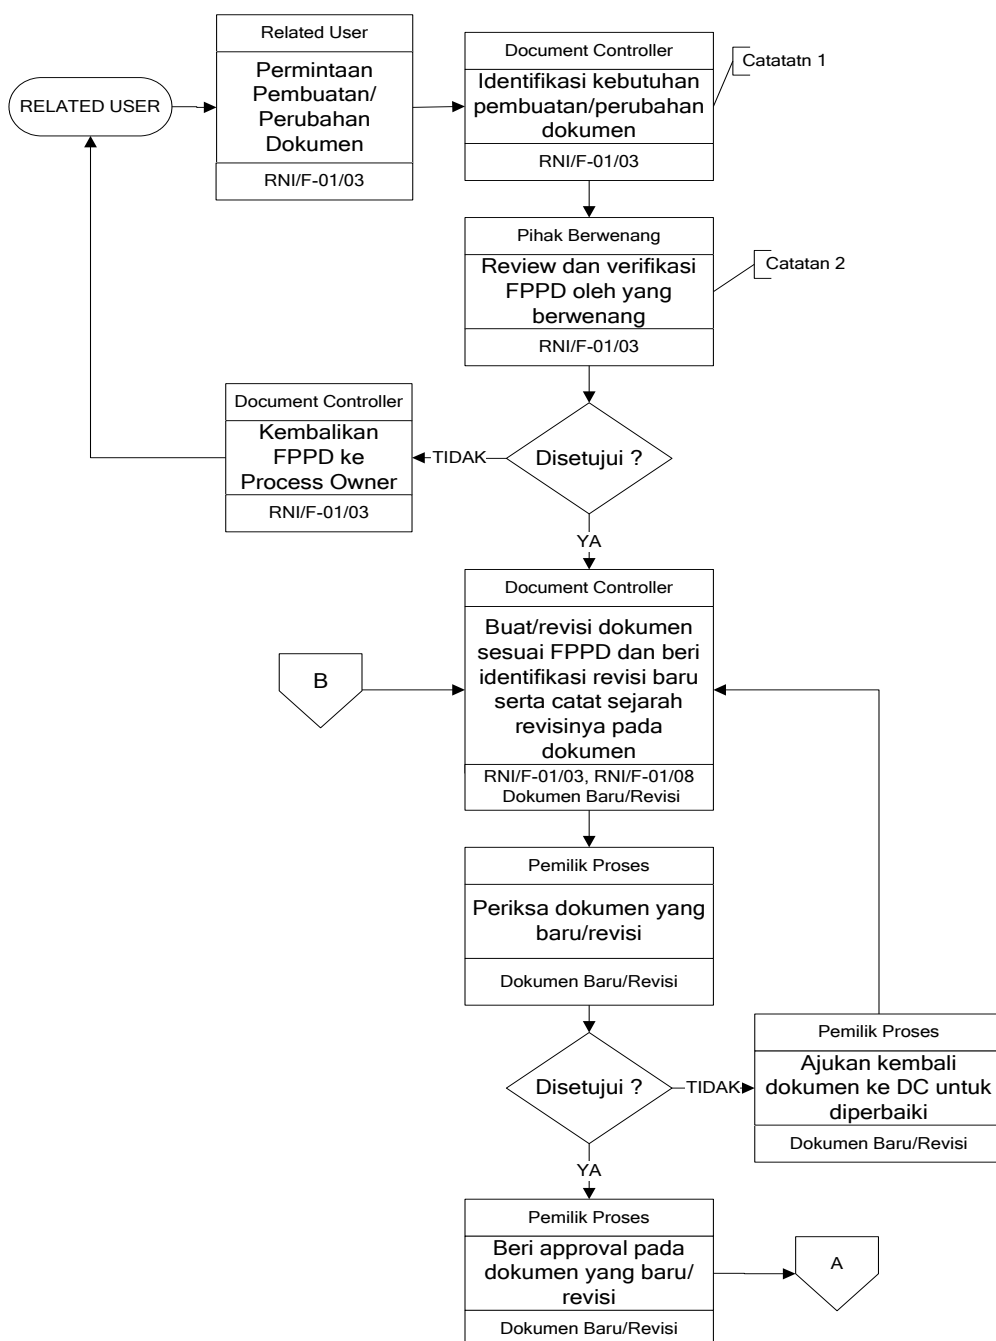 RELATED USER
Related User
Permintaan
Pembuatan/
Perubahan
Dokumen
RNI/F-01/03
Document Controller
Identifikasi kebutuhan
pembuatan/perubahan
dokumen
RNI/F-01/03
Catatatn 1
Pihak Berwenang
Review dan verifikasi
FPPD oleh yang
berwenang
RNI/F-01/03
Catatan 2
Document Controller
Kembalikan
FPPD ke
Process Owner
RNI/F-01/03
TIDAK
Disetujui ?
YA
Document Controller
Buat/revisi dokumen
sesuai FPPD dan beri
identifikasi revisi baru
serta catat sejarah
revisinya pada
dokumen
RNI/F-01/03, RNI/F-01/08
Dokumen Baru/Revisi
B
Pemilik Proses
Periksa dokumen yang
baru/revisi
Dokumen Baru/Revisi
Disetujui ?
TIDAK
Pemilik Proses
Ajukan kembali
dokumen ke DC untuk
diperbaiki
Dokumen Baru/Revisi
YA
Pemilik Proses
Beri approval pada
dokumen yang baru/
revisi
Dokumen Baru/Revisi
A